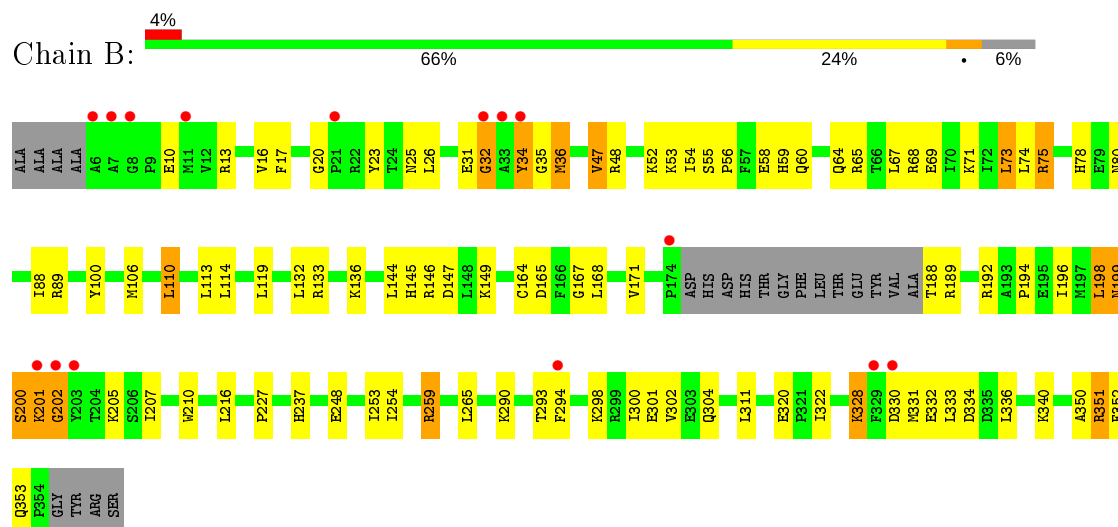 4%
Chain B:
66% 24% • 6%
ALA ALA ALA ALA A6 A7 G8 P9 E10 M11 V12 R13 V16 F17 G20 P21 R22 Y23 T24 N25 L26 E31 G32 A33 Y34 G35 M36 V47 R48 K52 K53 I54 S55 P56 F57 E58 H59 Q60 Q64 R65 T66 L67 R68 E69 I70 K71 I72 L73 L74 R75 H78 E79 N80
I88 R89 Y100 M106 L110 L113 L114 L119 L132 R133 K136 L144 H145 R146 D147 L148 K149 C164 D165 F166 G167 L168 V171 P174 ASP HIS ASP HIS THR GLY PHE LEU THR GLU TYR VAL ALA T188 R189 R192 A193 P194 E195 I196 M197 L198 N199
S200 K201 G202 Y203 T204 K205 S206 I207 W210 L216 P227 H237 E248 I253 I254 R259 L265 K290 T293 F294 K298 R299 I300 E301 V302 E303 Q304 L311 E320 P321 I322 K328 F329 D330 M331 E332 L333 D334 D335 L336 K340 A350 R351 F352
Q353 P354 GLY TYR ARG SER